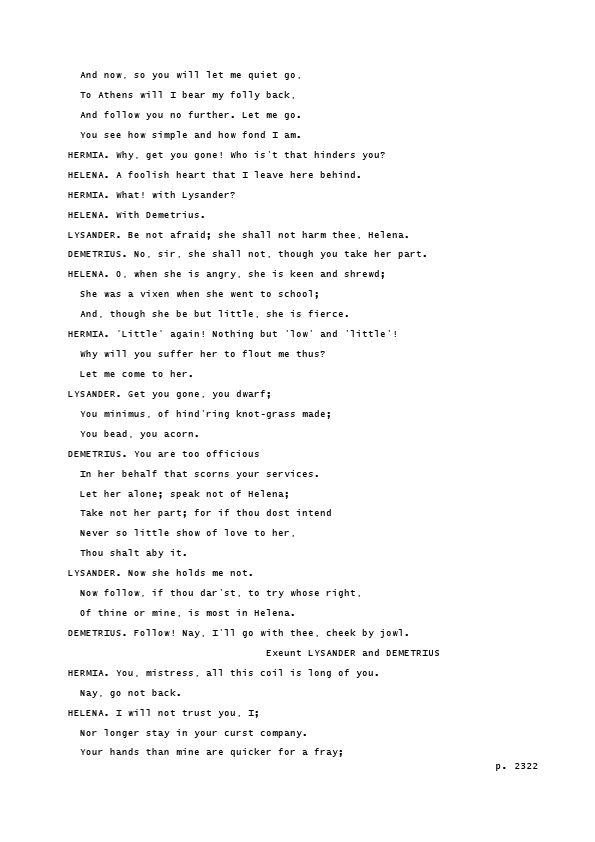 And now, so you will let me quiet go,
To Athens will I bear my folly back,
And follow you no further. Let me go.
You see how simple and how fond I am.
HERMIA. Why, get you gone! Who is't that hinders you?
HELENA. A foolish heart that I leave here behind.
HERMIA. What! with Lysander?
HELENA. With Demetrius.
LYSANDER. Be not afraid; she shall not harm thee, Helena.
DEMETRIUS. No, sir, she shall not, though you take her part.
HELENA. O, when she is angry, she is keen and shrewd;
She was a vixen when she went to school;
And, though she be but little, she is fierce.
HERMIA. 'Little' again! Nothing but 'low' and 'little'!
Why will you suffer her to flout me thus?
Let me come to her.
LYSANDER. Get you gone, you dwarf;
You minimus, of hind'ring knot-grass made;
You bead, you acorn.
DEMETRIUS. You are too officious
In her behalf that scorns your services.
Let her alone; speak not of Helena;
Take not her part; for if thou dost intend
Never so little show of love to her,
Thou shalt aby it.
LYSANDER. Now she holds me not.
Now follow, if thou dar'st, to try whose right,
Of thine or mine, is most in Helena.
DEMETRIUS. Follow! Nay, I'll go with thee, cheek by jowl.
Exeunt LYSANDER and DEMETRIUS
HERMIA. You, mistress, all this coil is long of you.
Nay, go not back.
HELENA. I will not trust you, I;
Nor longer stay in your curst company.
Your hands than mine are quicker for a fray;
p. 2322